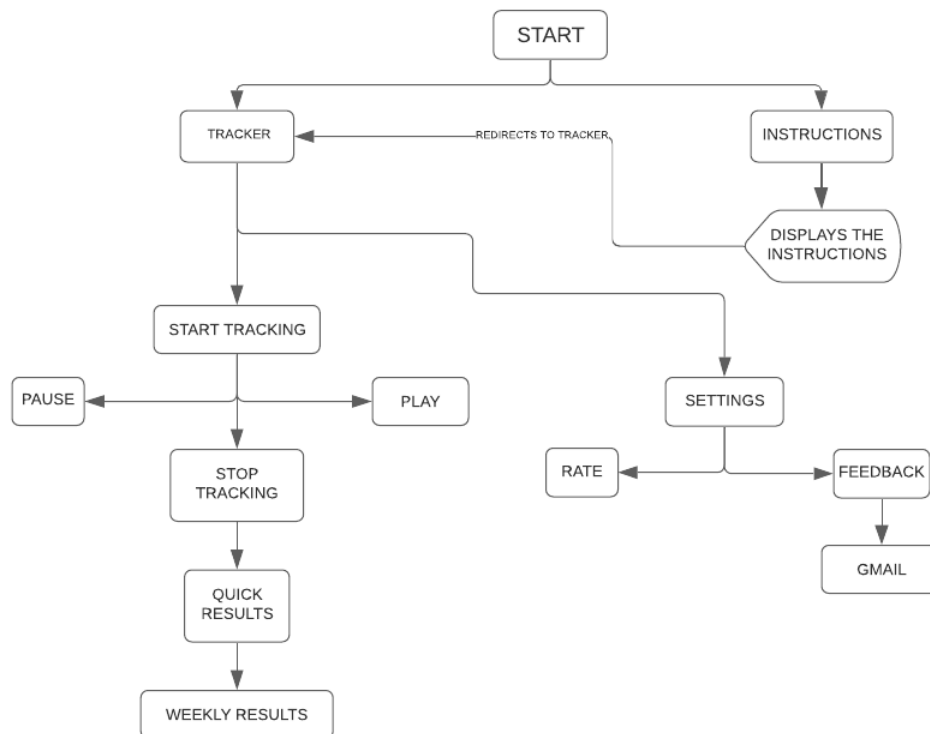 START
TRACKER
REDIRECTS TO TRACKER
INSTRUCTIONS
DISPLAYS THE
INSTRUCTIONS
START TRACKING
PAUSE
PLAY
SETTINGS
STOP
TRACKING
RATE
FEEDBACK
QUICK
RESULTS
GMAIL
WEEKLY RESULTS